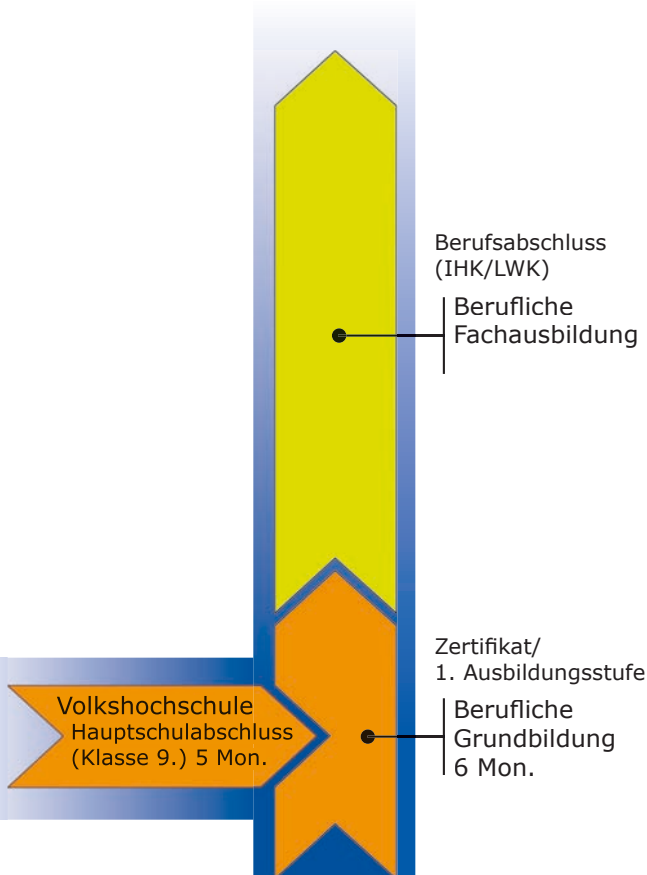 Berufsabschluss
(IHK/LWK)
Berufliche
Fachausbildung
Zertifikat/
1. Ausbildungsstufe
Volkshochschule
Hauptschulabschluss
(Klasse 9.) 5 Mon.
Berufliche
Grundbildung
6 Mon.